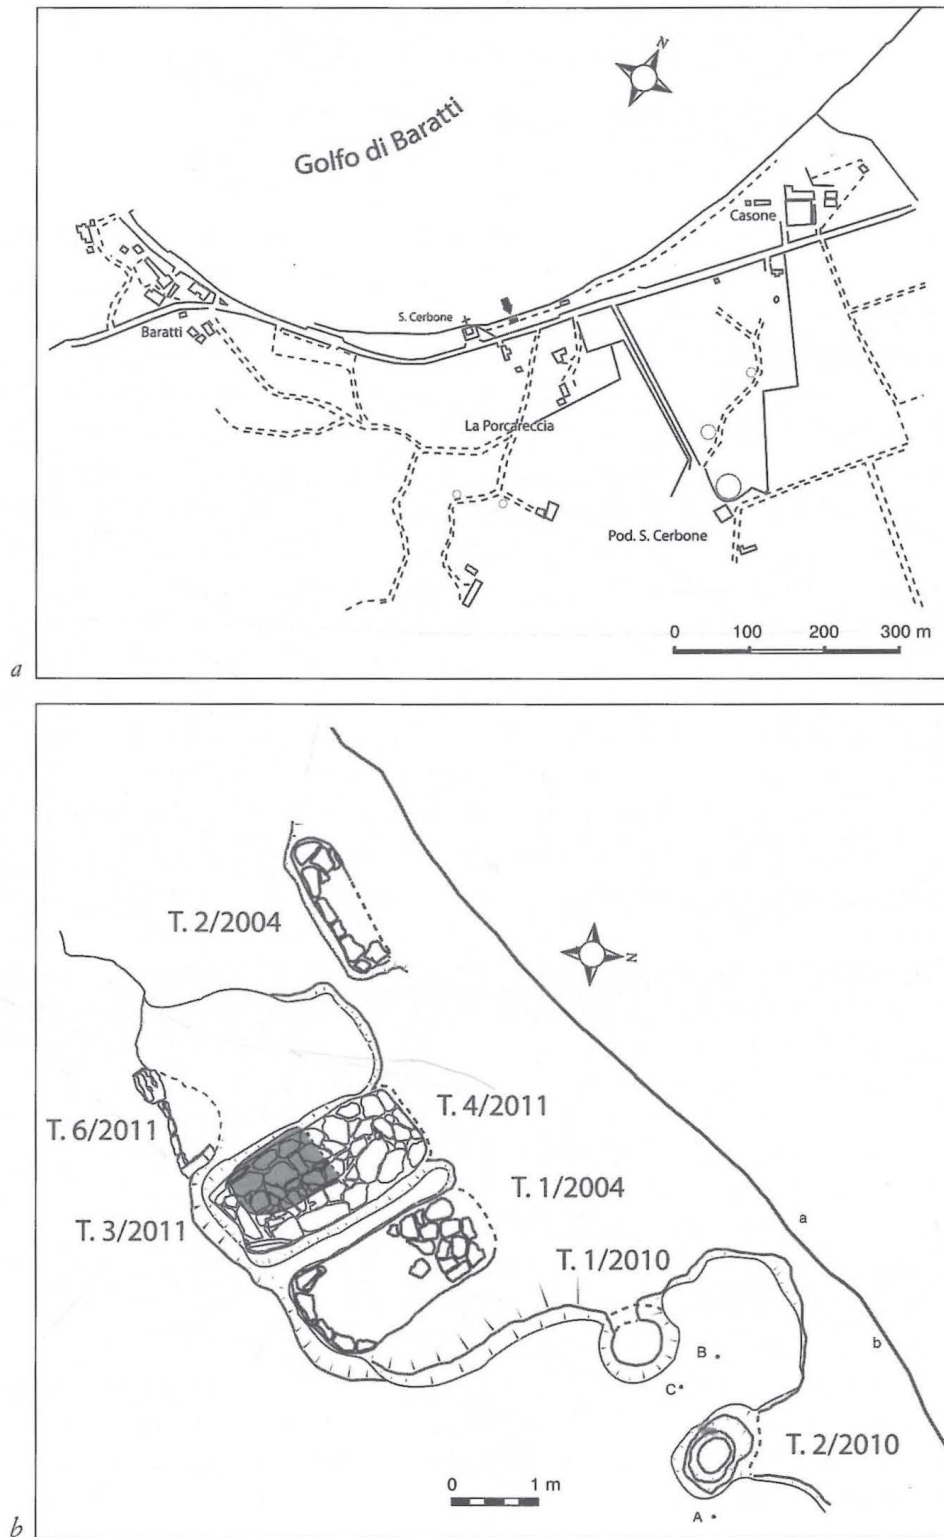 N
Golfo di Baratti
Casone
S. Cerbone
Baratti
La Porcareccia
Pod. S. Cerbone
0 100 200 300 m
a
T. 2/2004
N
T. 4/2011
T. 6/2011
T. 1/2004
T. 3/2011
a
T. 1/2010
b
B
C
T. 2/2010
0 1 m
A
b